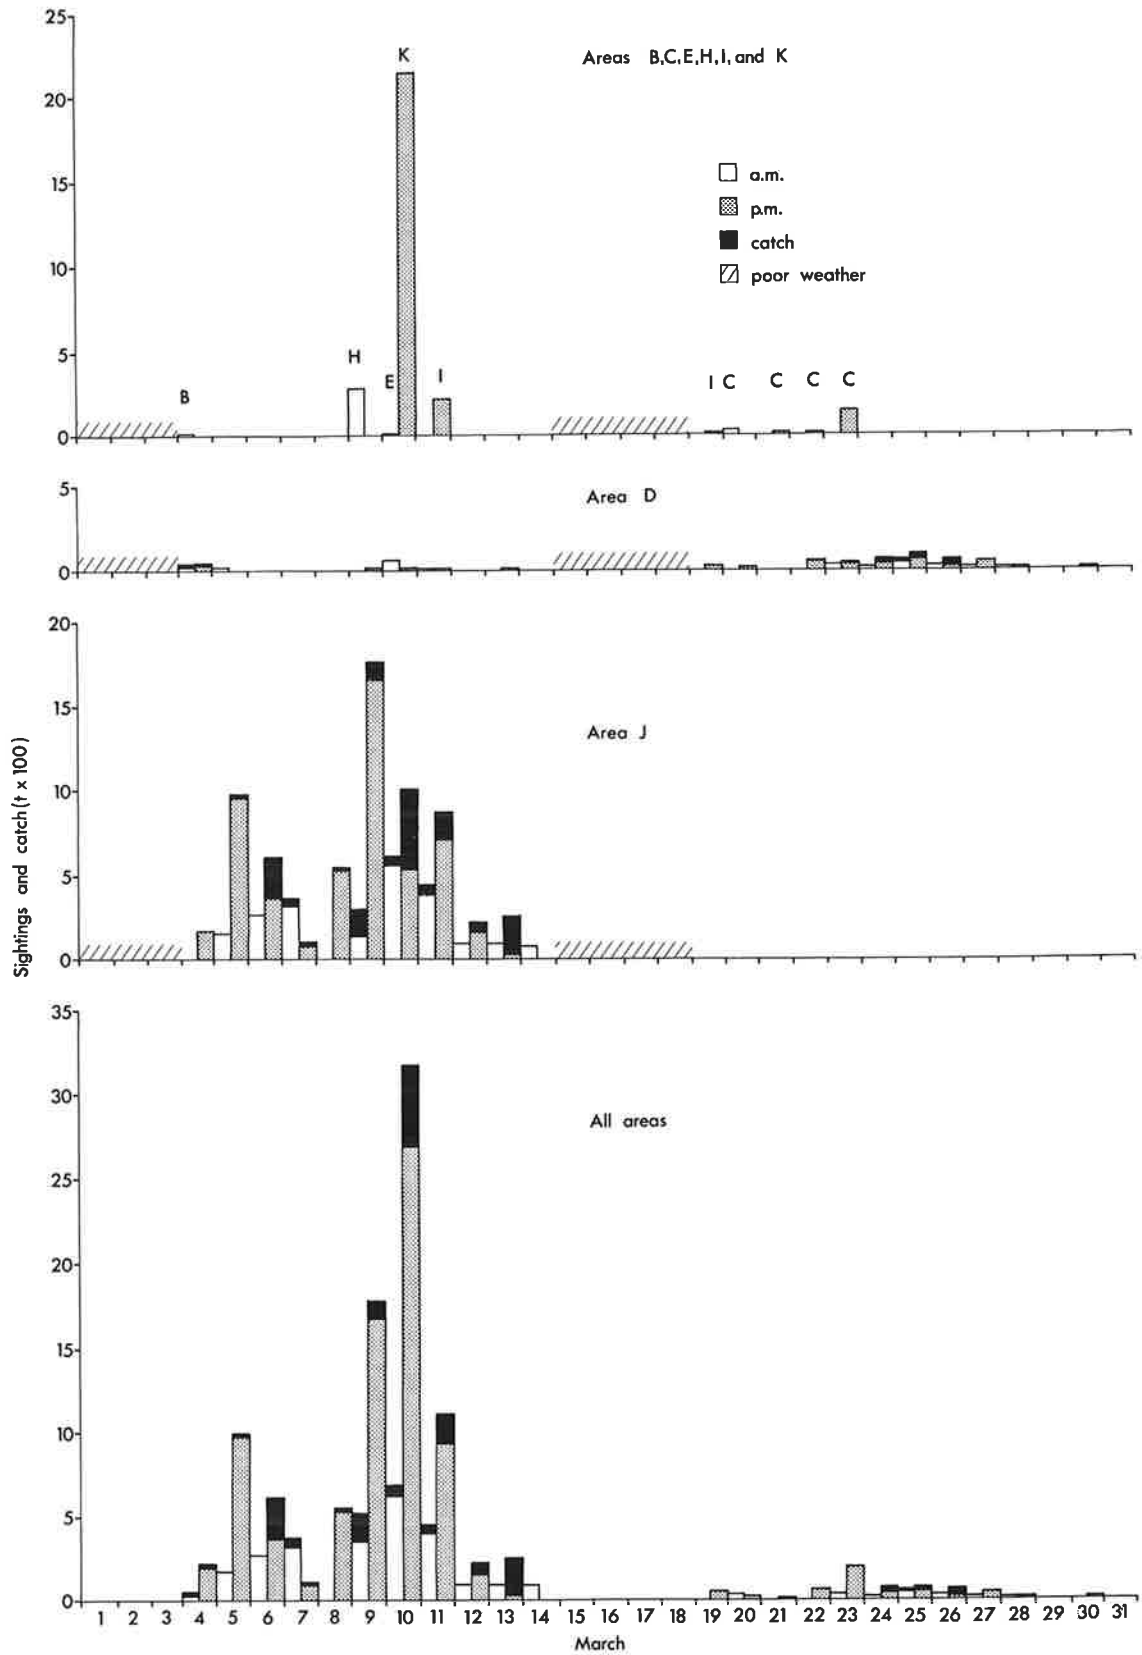 25
20
15
10
5
0
Areas B,C,E,H,I, and K
a.m.
p.m.
catch
poor weather
B
H
E
K
I
I C C C C
5
0
Area D
Sightings and catch (t x 100)
20
15
10
5
0
Area J
35
30
25
20
15
10
5
0
All areas
1 2 3 4 5 6 7 8 9 10 11 12 13 14 15 16 17 18 19 20 21 22 23 24 25 26 27 28 29 30 31
March